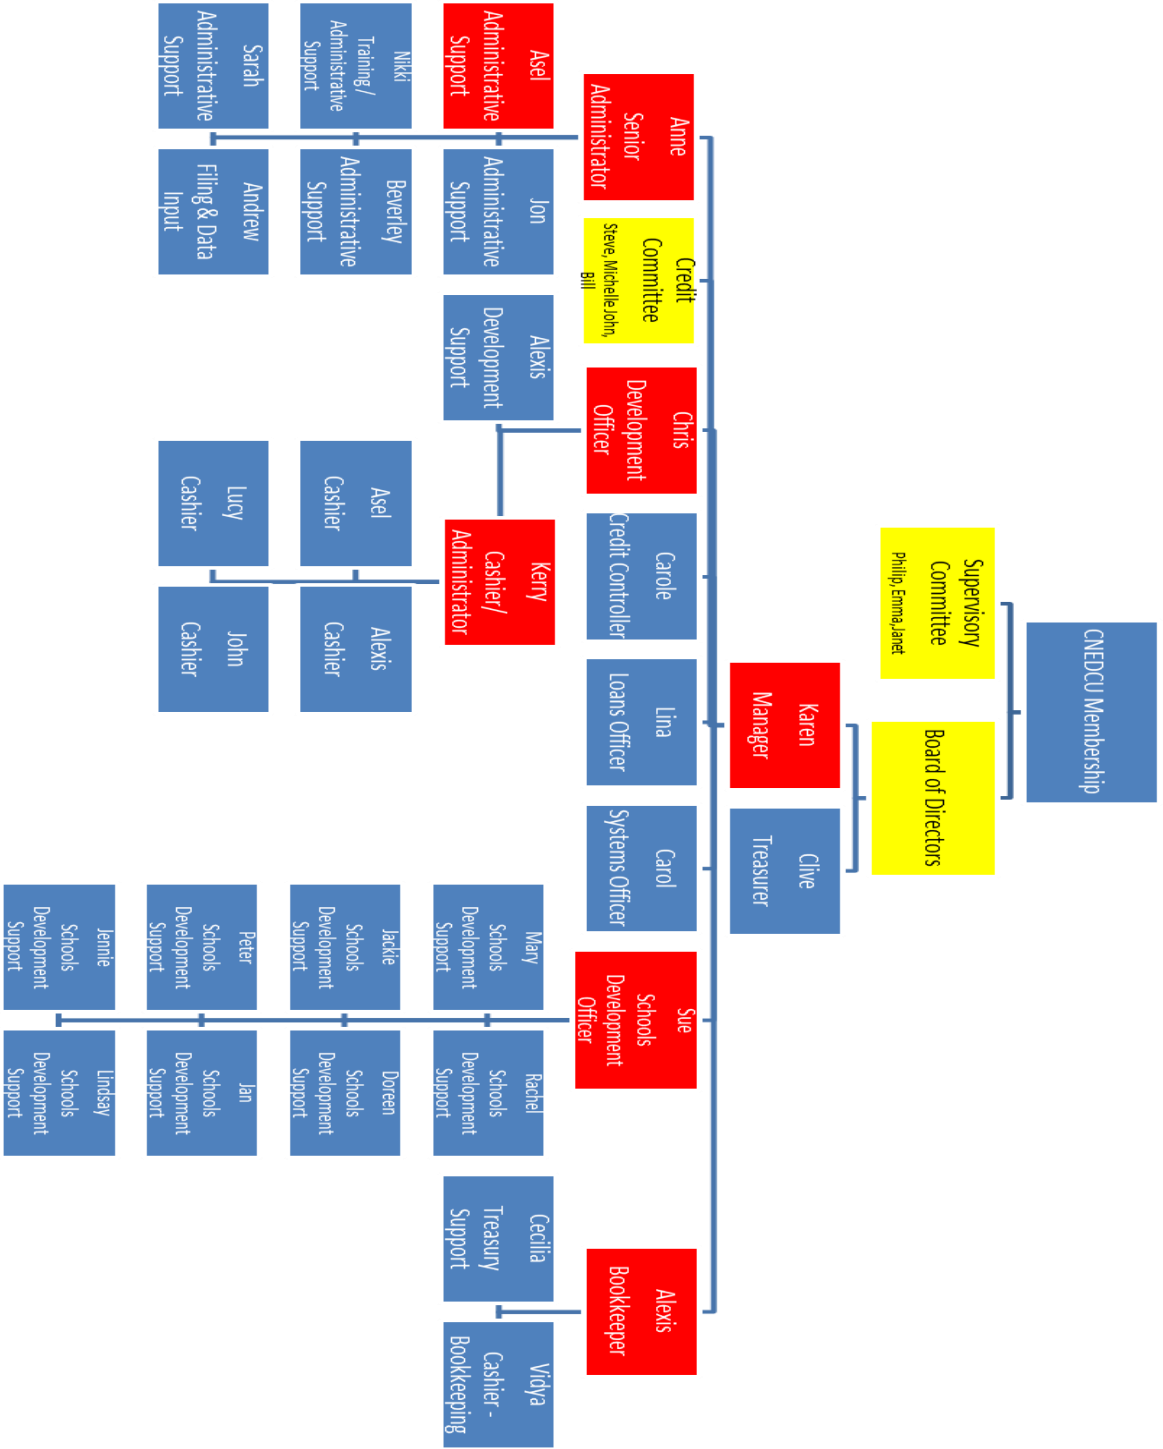 CNEDCU Membership
Supervisory
Committee
Philip, Emma, Janet
Board of Directors
Karen
Manager
Clive
Treasurer
Anne
Senior
Administrator
Credit
Committee
Steve, Michelle John,
Bill
Chris
Development
Officer
Carole
Credit Controller
Lina
Loans Officer
Carol
Systems Officer
Sue
Schools
Development
Officer
Alexis
Bookkeeper
Asel
Administrative
Support
Jon
Administrative
Support
Alexis
Development
Support
Kerry
Cashier/
Administrator
Mary
Schools
Development
Support
Rachel
Schools
Development
Support
Cecilia
Treasury
Support
Vidya
Cashier -
Bookkeeping
Nikki
Training /
Administrative
Support
Beverley
Administrative
Support
Asel
Cashier
Alexis
Cashier
Jackie
Schools
Development
Support
Doreen
Schools
Development
Support
Sarah
Administrative
Support
Andrew
Filing & Data
Input
Lucy
Cashier
John
Cashier
Peter
Schools
Development
Support
Jan
Schools
Development
Support
Jennie
Schools
Development
Support
Lindsay
Schools
Development
Support